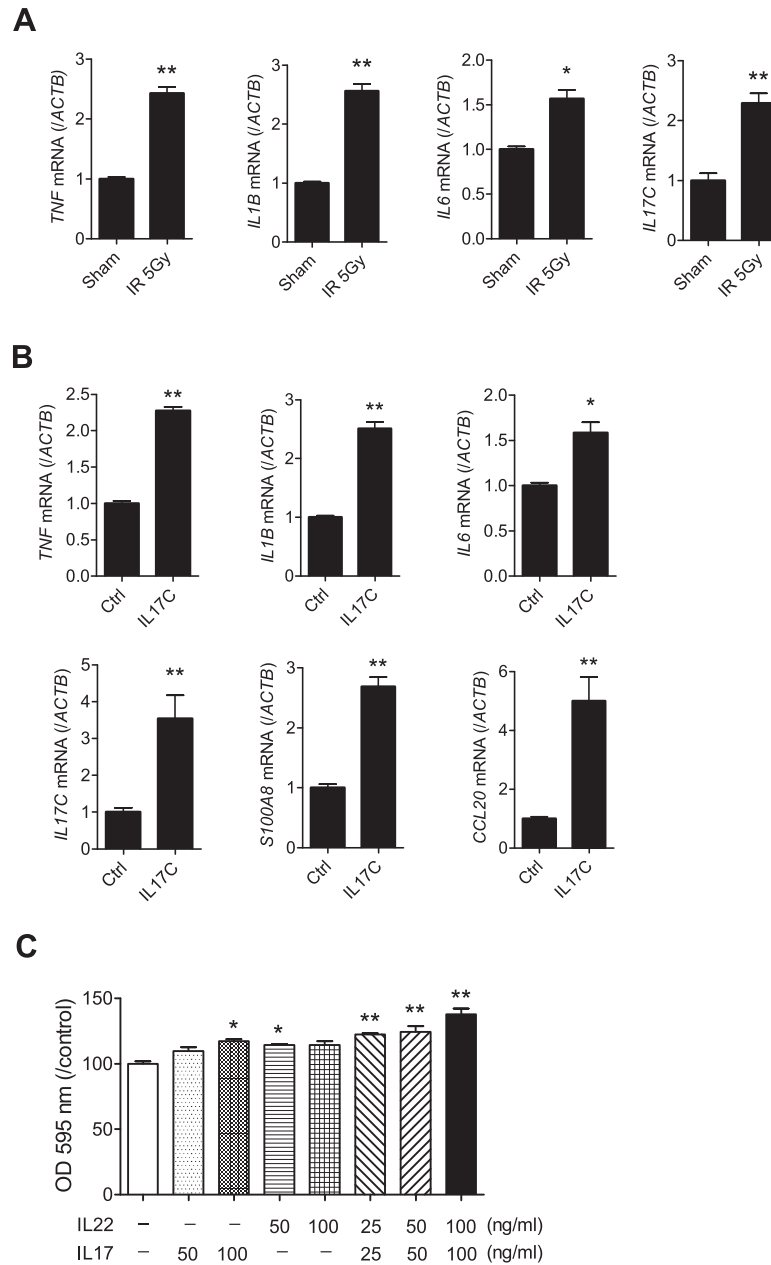 A
TNF mRNA (/ACTB)
3
2
1
0
**
Sham
IR 5Gy
IL1B mRNA (/ACTB)
3
2
1
0
**
Sham
IR 5Gy
IL6 mRNA (/ACTB)
2.0
1.5
1.0
0.5
0.0
*
Sham
IR 5Gy
IL17C mRNA (/ACTB)
3
2
1
0
**
Sham
IR 5Gy
B
TNF mRNA (/ACTB)
2.5
2.0
1.5
1.0
0.5
0.0
**
Ctrl
IL17C
IL1B mRNA (/ACTB)
3
2
1
0
**
Ctrl
IL17C
IL6 mRNA (/ACTB)
2.0
1.5
1.0
0.5
0.0
*
Ctrl
IL17C
IL17C mRNA (/ACTB)
5
4
3
2
1
0
**
Ctrl
IL17C
S100A8 mRNA (/ACTB)
3
2
1
0
**
Ctrl
IL17C
CCL20 mRNA (/ACTB)
6
4
2
0
**
Ctrl
IL17C
C
OD 595 nm (/control)
150
100
50
0
* * ** ** **
IL22 – – – 50 100 25 50 100 (ng/ml)
IL17 – 50 100 – – 25 50 100 (ng/ml)